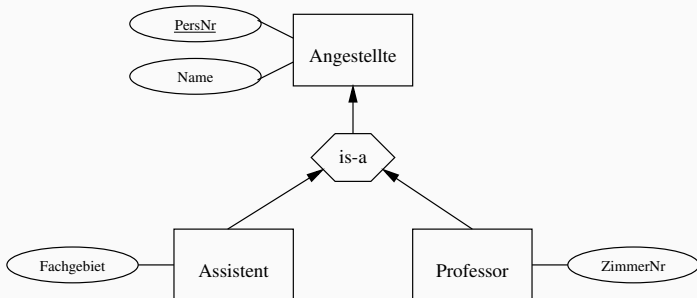 PersNr
Angestellte
Name
is-a
Fachgebiet
Assistent
Professor
ZimmerNr